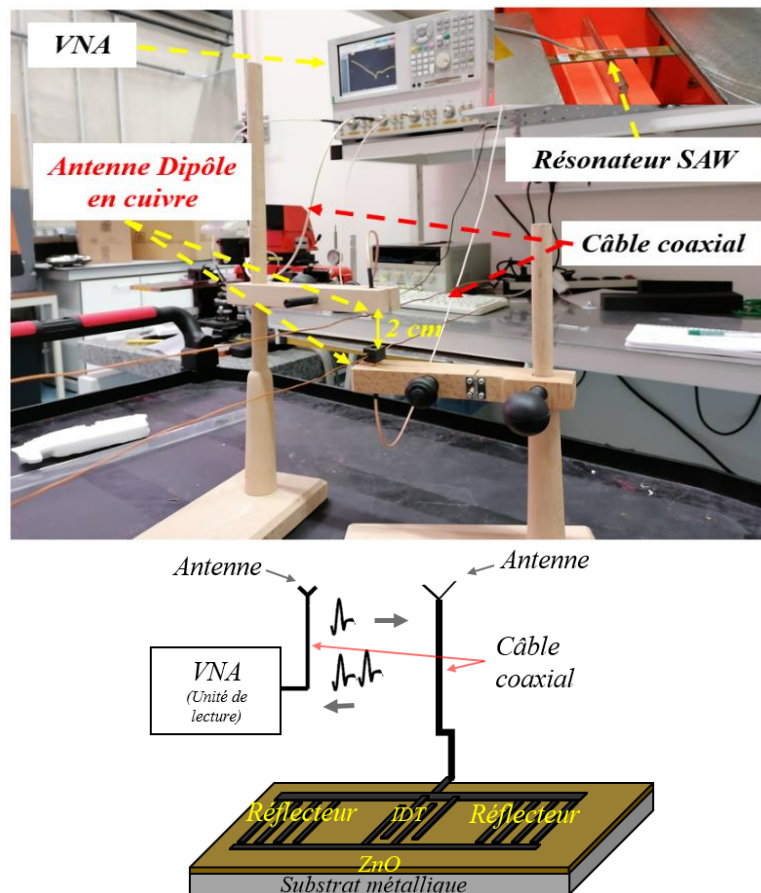 VNA
Résonateur SAW
Antenne Dipôle
en cuivre
Câble coaxial
2 cm
Antenne
Antenne
Câble
coaxial
VNA
(Unité de
lecture)
Réflecteur
IDT
Réflecteur
ZnO
Substrat métallique